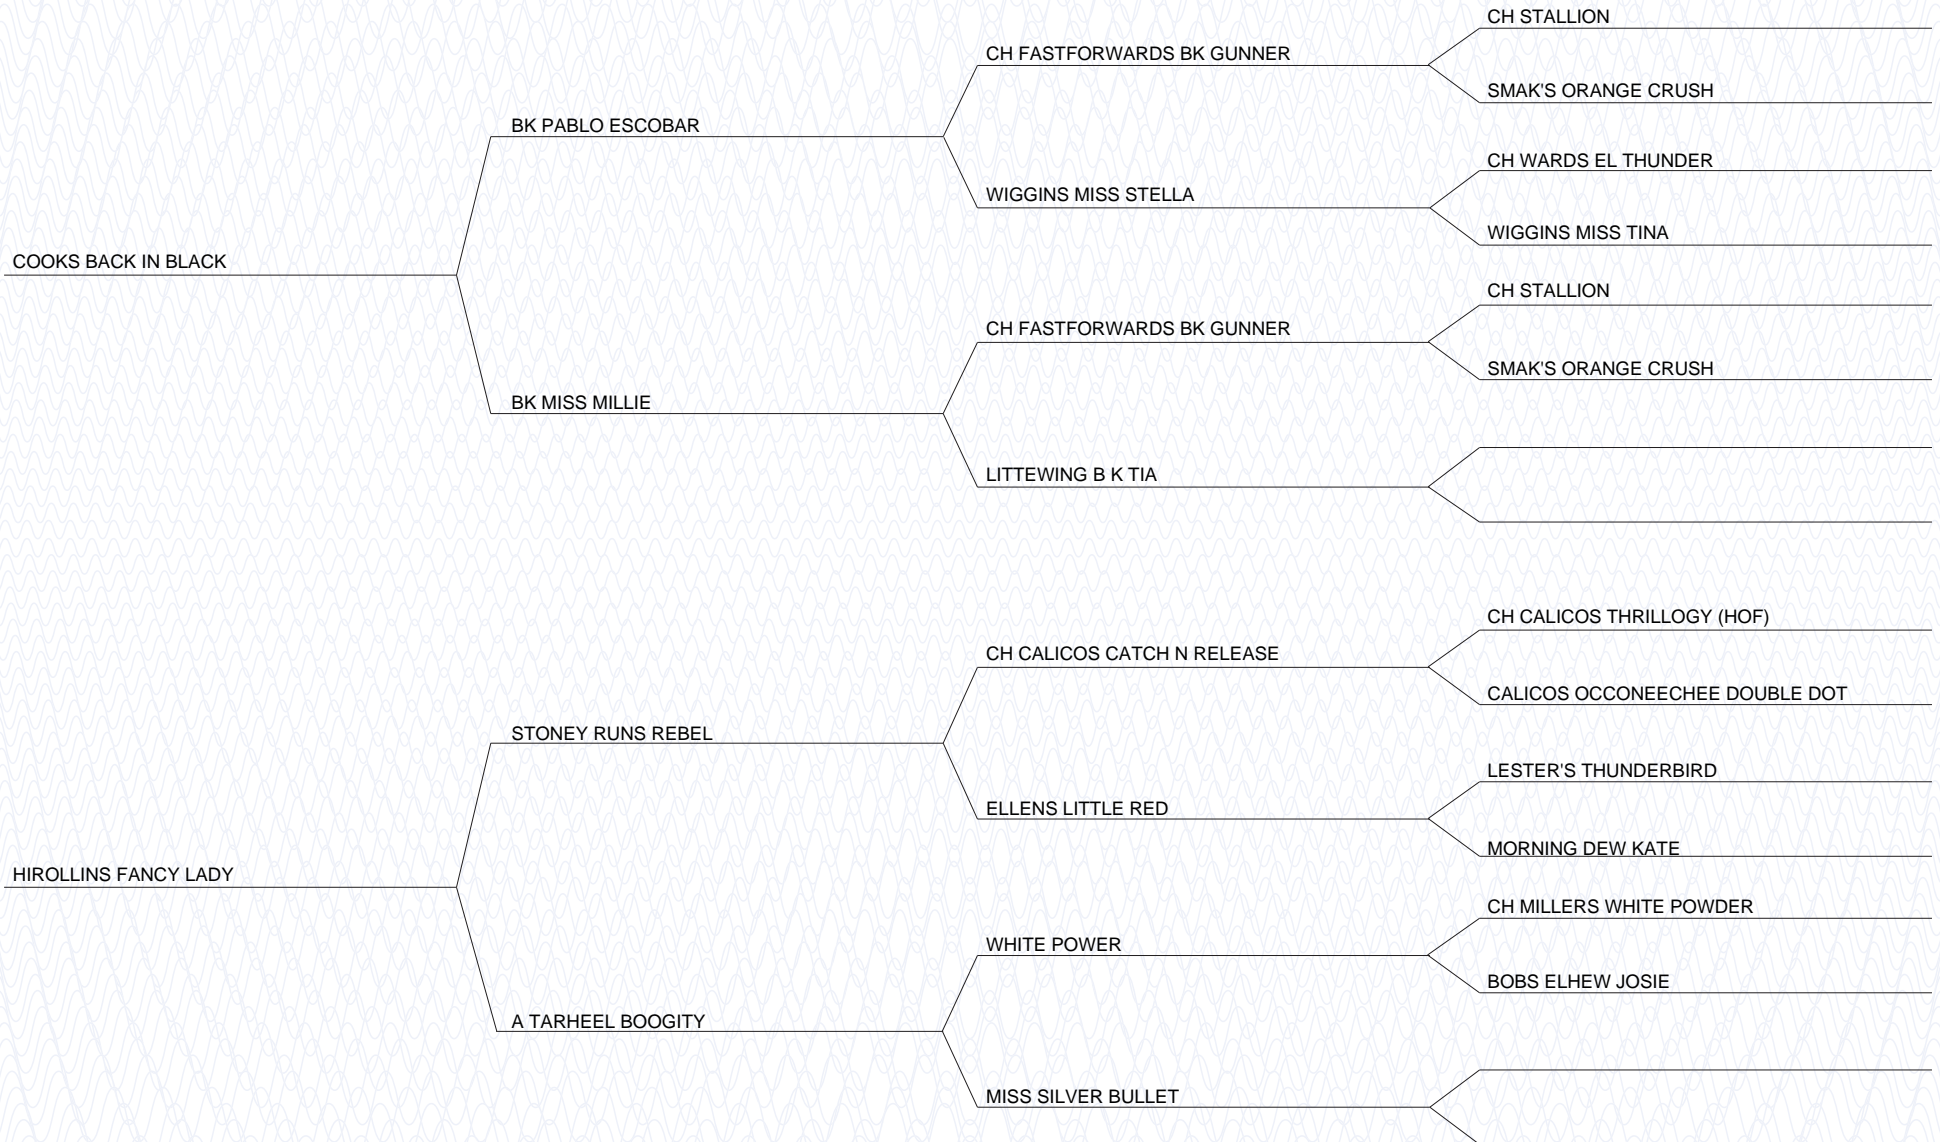 CH STALLION
CH FASTFORWARDS BK GUNNER
SMAK'S ORANGE CRUSH
BK PABLO ESCOBAR
CH WARDS EL THUNDER
WIGGINS MISS STELLA
WIGGINS MISS TINA
COOKS BACK IN BLACK
CH STALLION
CH FASTFORWARDS BK GUNNER
SMAK'S ORANGE CRUSH
BK MISS MILLIE
LITTEWING B K TIA
CH CALICOS THRILLOGY (HOF)
CH CALICOS CATCH N RELEASE
CALICOS OCCONEECHEE DOUBLE DOT
STONEY RUNS REBEL
LESTER'S THUNDERBIRD
ELLENS LITTLE RED
MORNING DEW KATE
HIROLLINS FANCY LADY
CH MILLERS WHITE POWDER
WHITE POWER
BOBS ELHEW JOSIE
A TARHEEL BOOGITY
MISS SILVER BULLET